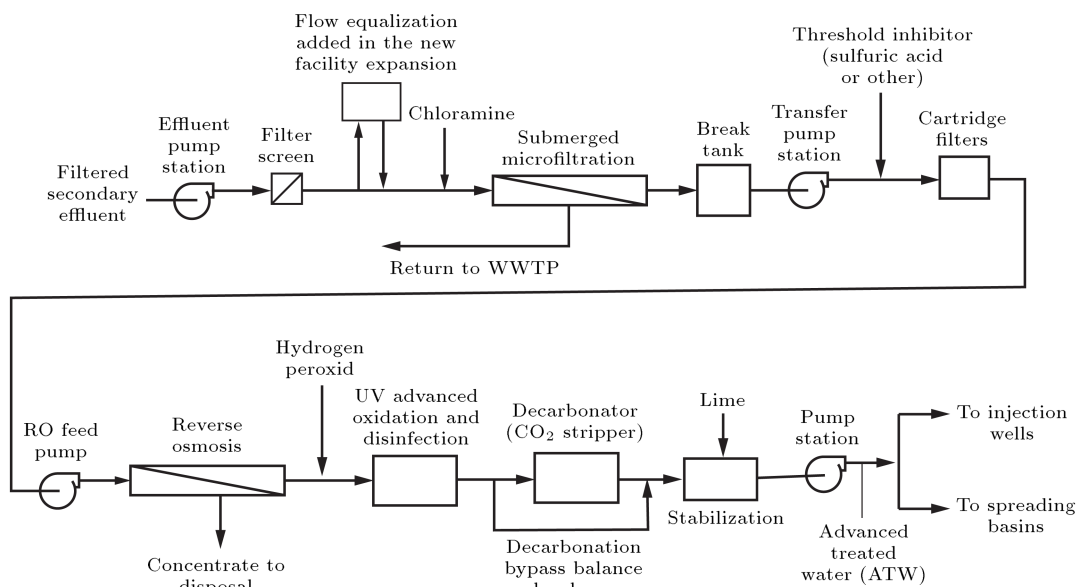 Flow equalization
added in the new
facility expansion
Threshold inhibitor
(sulfuric acid
or other)
Chloramine
Effluent
pump
station
Filter
screen
Submerged
microfiltration
Break
tank
Transfer
pump
station
Cartridge
filters
Filtered
secondary
effluent
Return to WWTP
Hydrogen
peroxid
UV advanced
oxidation and
disinfection
Decarbonator
(CO₂ stripper)
Lime
Pump
station
To injection
wells
RO feed
pump
Reverse
osmosis
Stabilization
To spreading
basins
Advanced
treated
water (ATW)
Decarbonation
bypass balance
Concentrate to
disposal